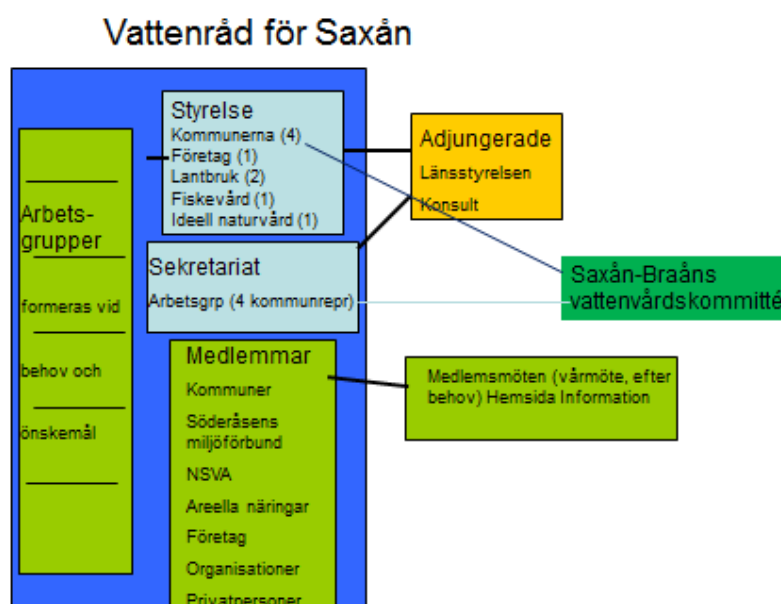 Vattenråd för Saxån
Styrelse
Kommunerna (4)
Företag (1)
Lantbruk (2)
Fiskevård (1)
Ideell naturvård (1)
Adjungerade
Länsstyrelsen
Konsult
Arbets-
grupper
formeras vid
behov och
önskemål
Sekretariat
Arbetsgrp (4 kommunrepr)
Saxån-Braåns
vattenvårdskommitté
Medlemmar
Kommuner
Söderåsens
miljöförbund
NSVA
Areella näringar
Företag
Organisationer
Privatpersoner
Medlemsmöten (vårmöte, efter
behov) Hemsida Information